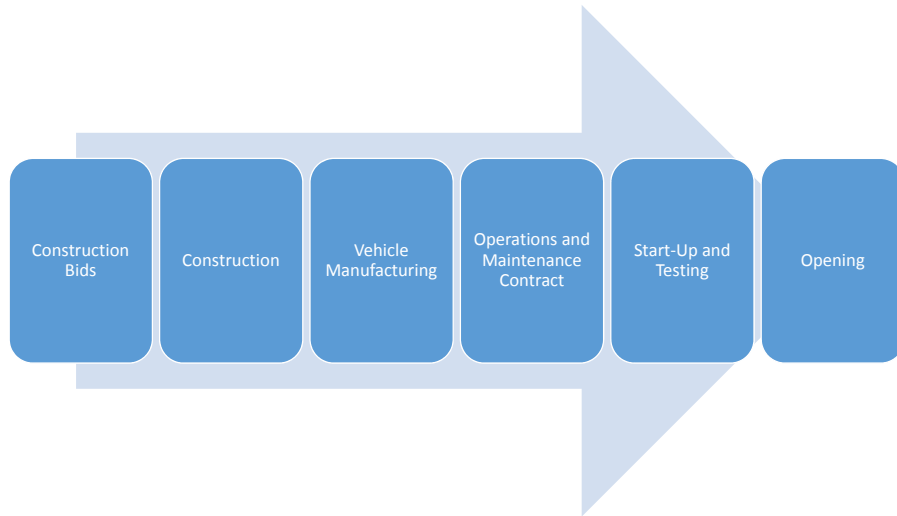 Construction
Bids
Construction
Vehicle
Manufacturing
Operations and
Maintenance
Contract
Start-Up and
Testing
Opening